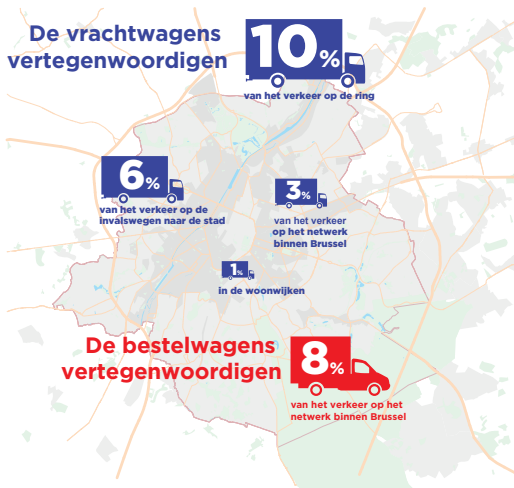 De vrachtwagens
vertegenwoordigen
10%
van het verkeer op de ring
6%
van het verkeer op de
invalswegen naar de stad
3%
van het verkeer
op het netwerk
binnen Brussel
1%
in de woonwijken
De bestelwagens
vertegenwoordigen
8%
van het verkeer op het
netwerk binnen Brussel